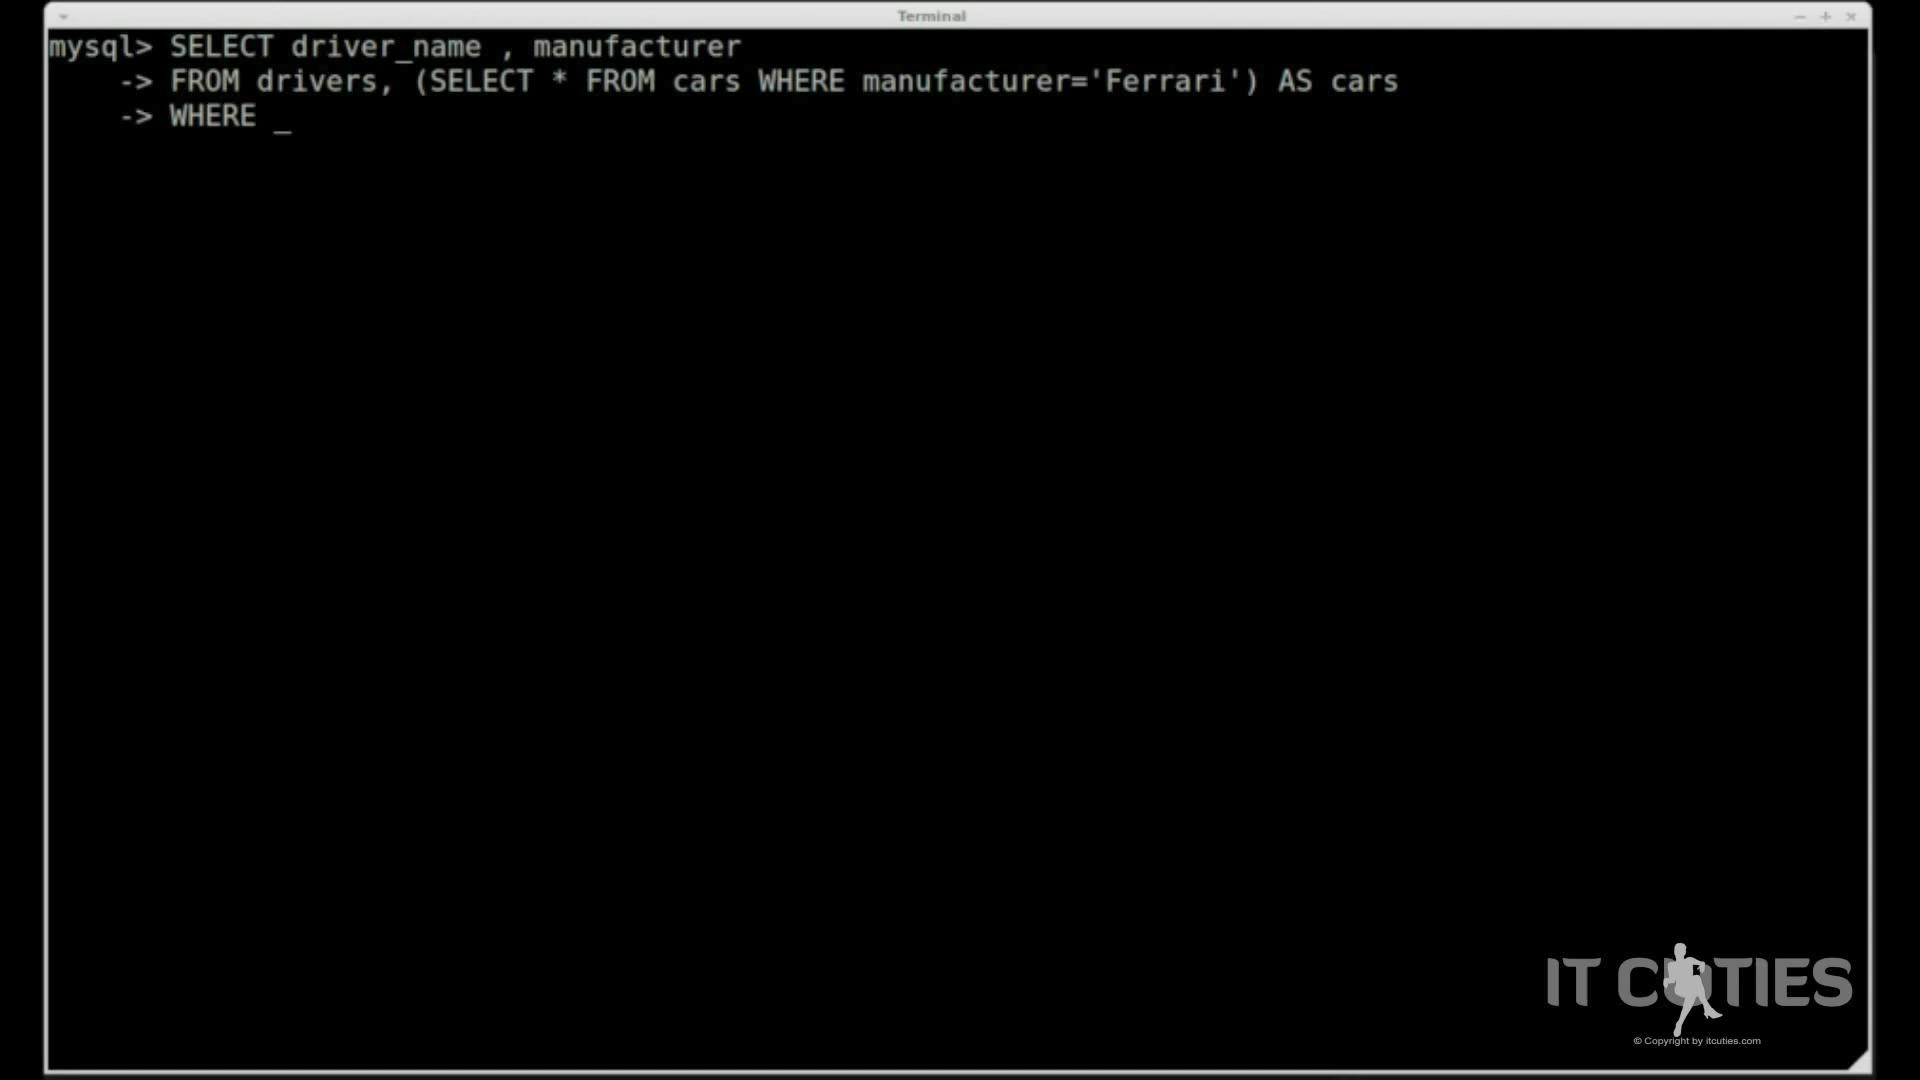 Terminal
mysql> SELECT driver_name , manufacturer
-> FROM drivers, (SELECT * FROM cars WHERE manufacturer='Ferrari') AS cars
-> WHERE _
IT CUTIES
© Copyright by itcuties.com